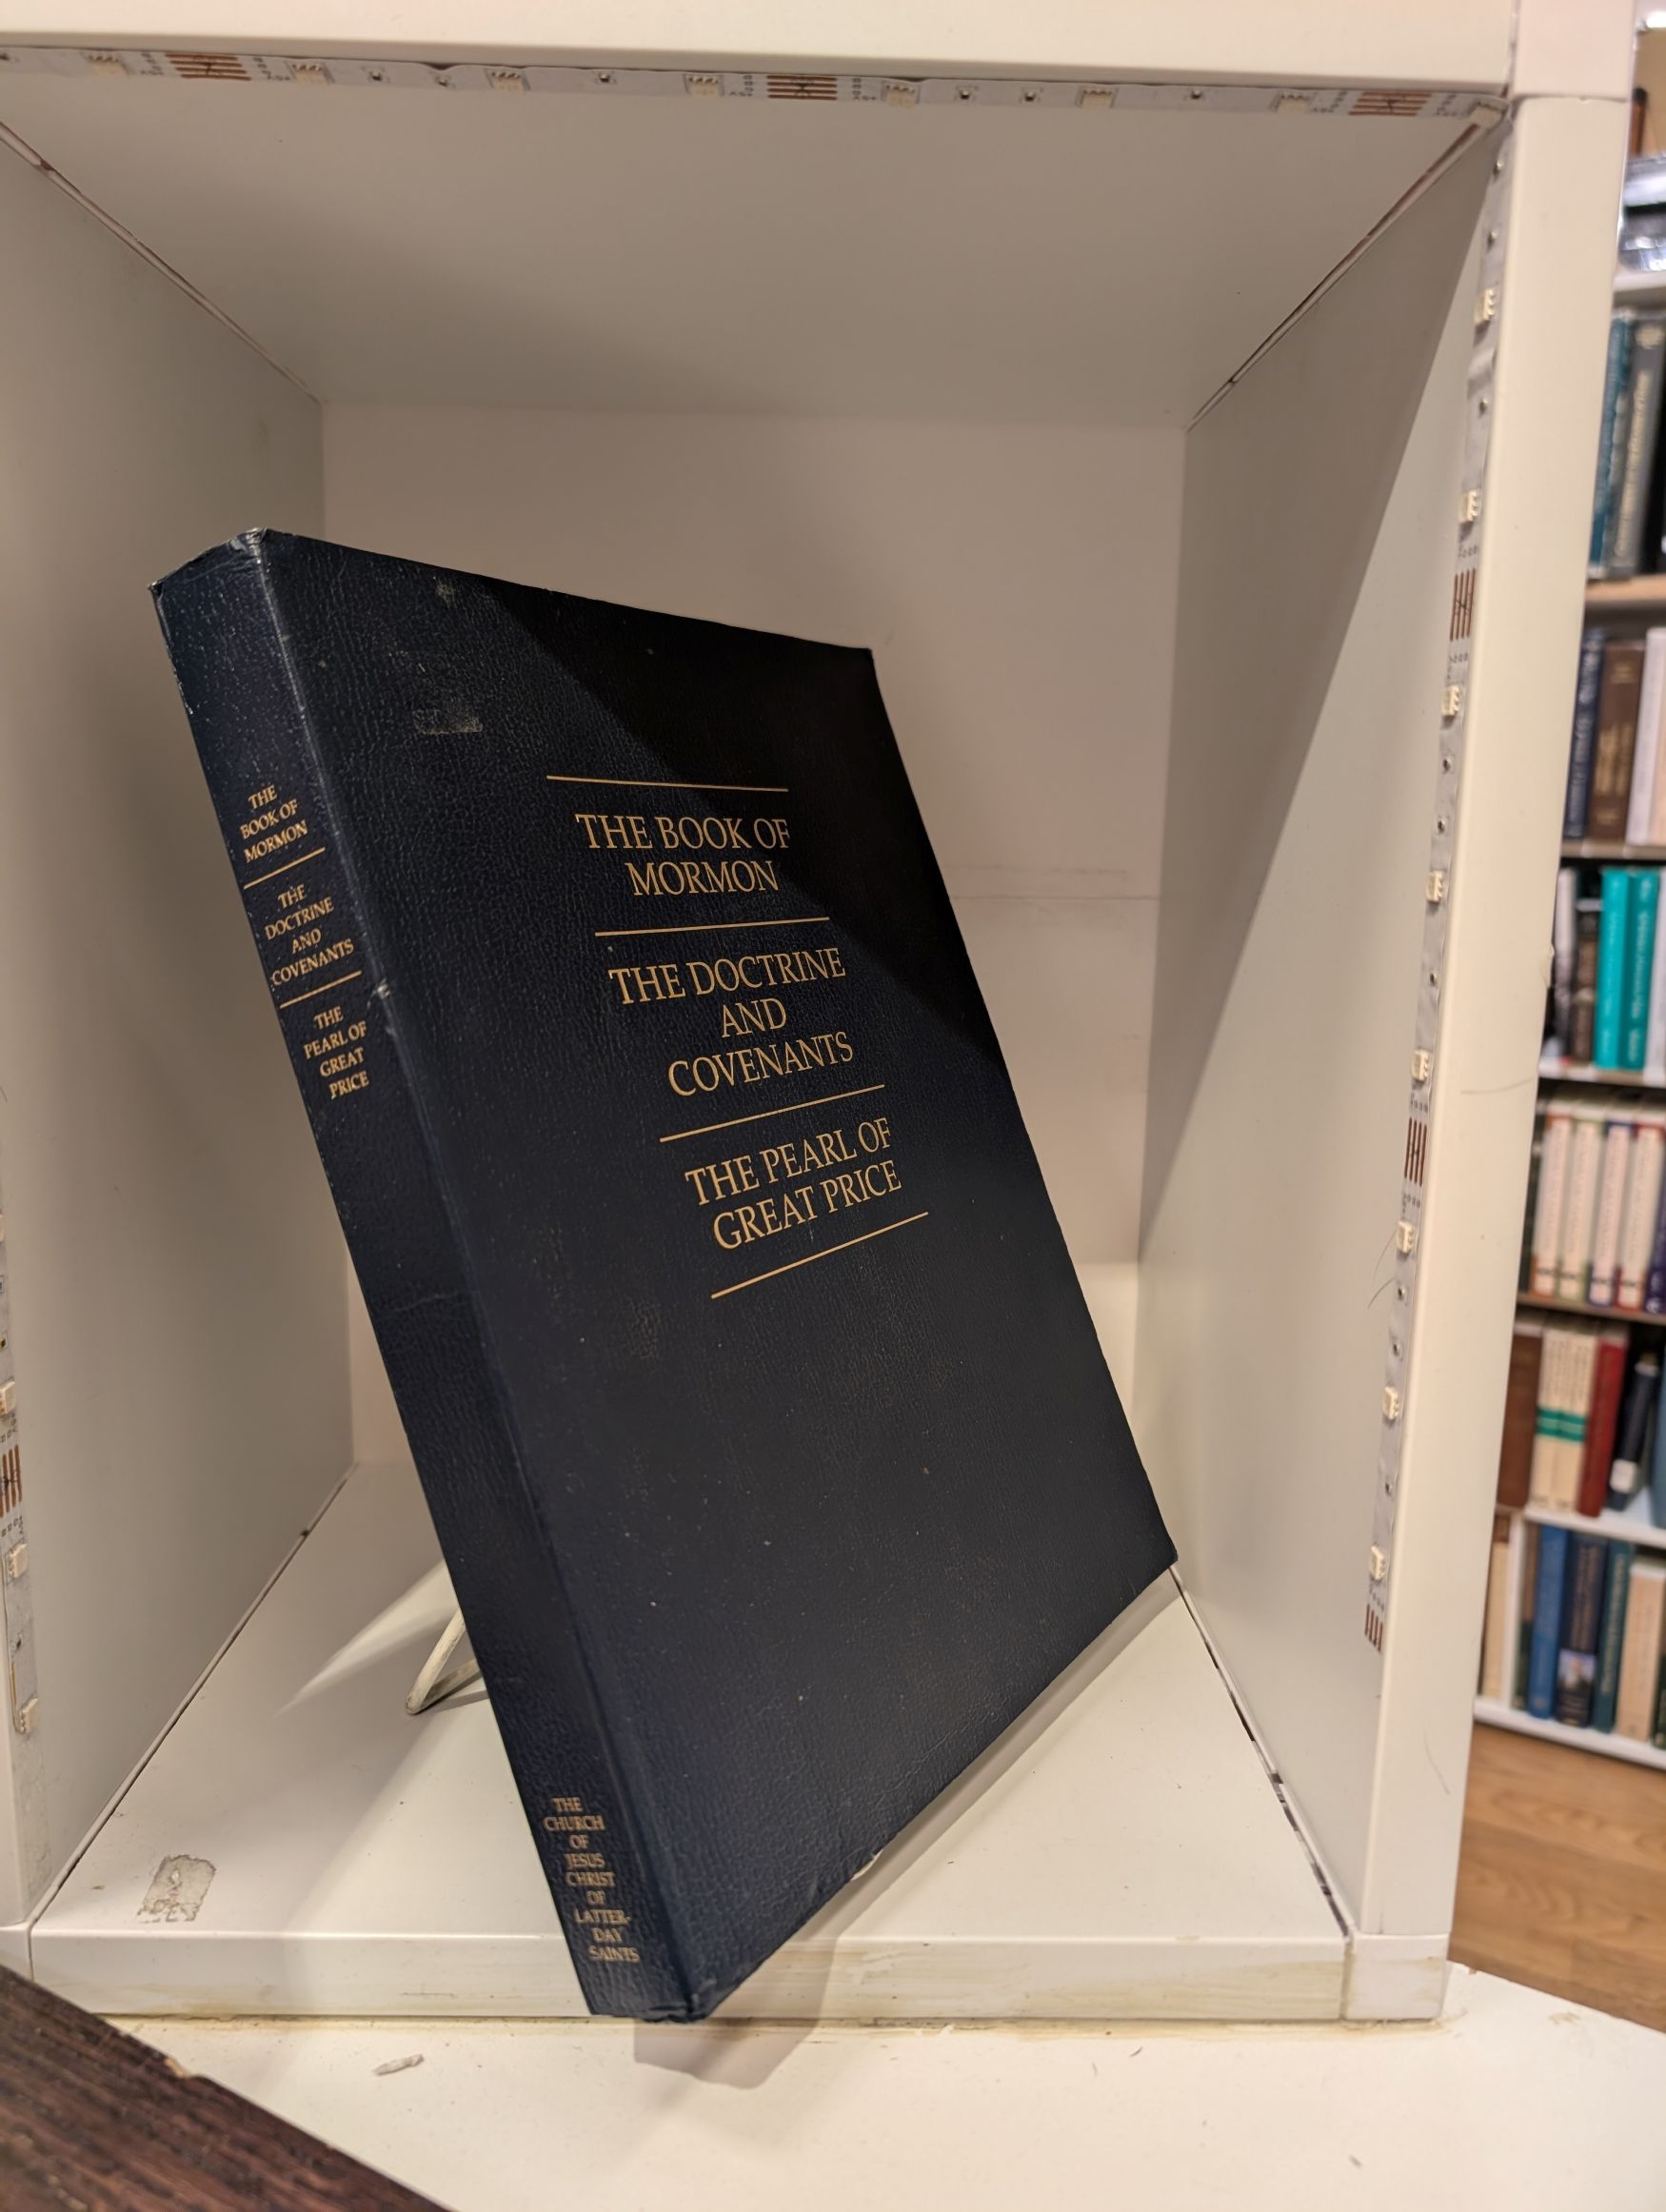 THE
BOOK OF
MORMON
THE
DOCTRINE
AND
COVENANTS
THE
PEARL OF
GREAT
PRICE
THE
CHURCH
OF
JESUS
CHRIST
OF
LATTER-
DAY
SAINTS
THE BOOK OF
MORMON
THE DOCTRINE
AND
COVENANTS
THE PEARL OF
GREAT PRICE